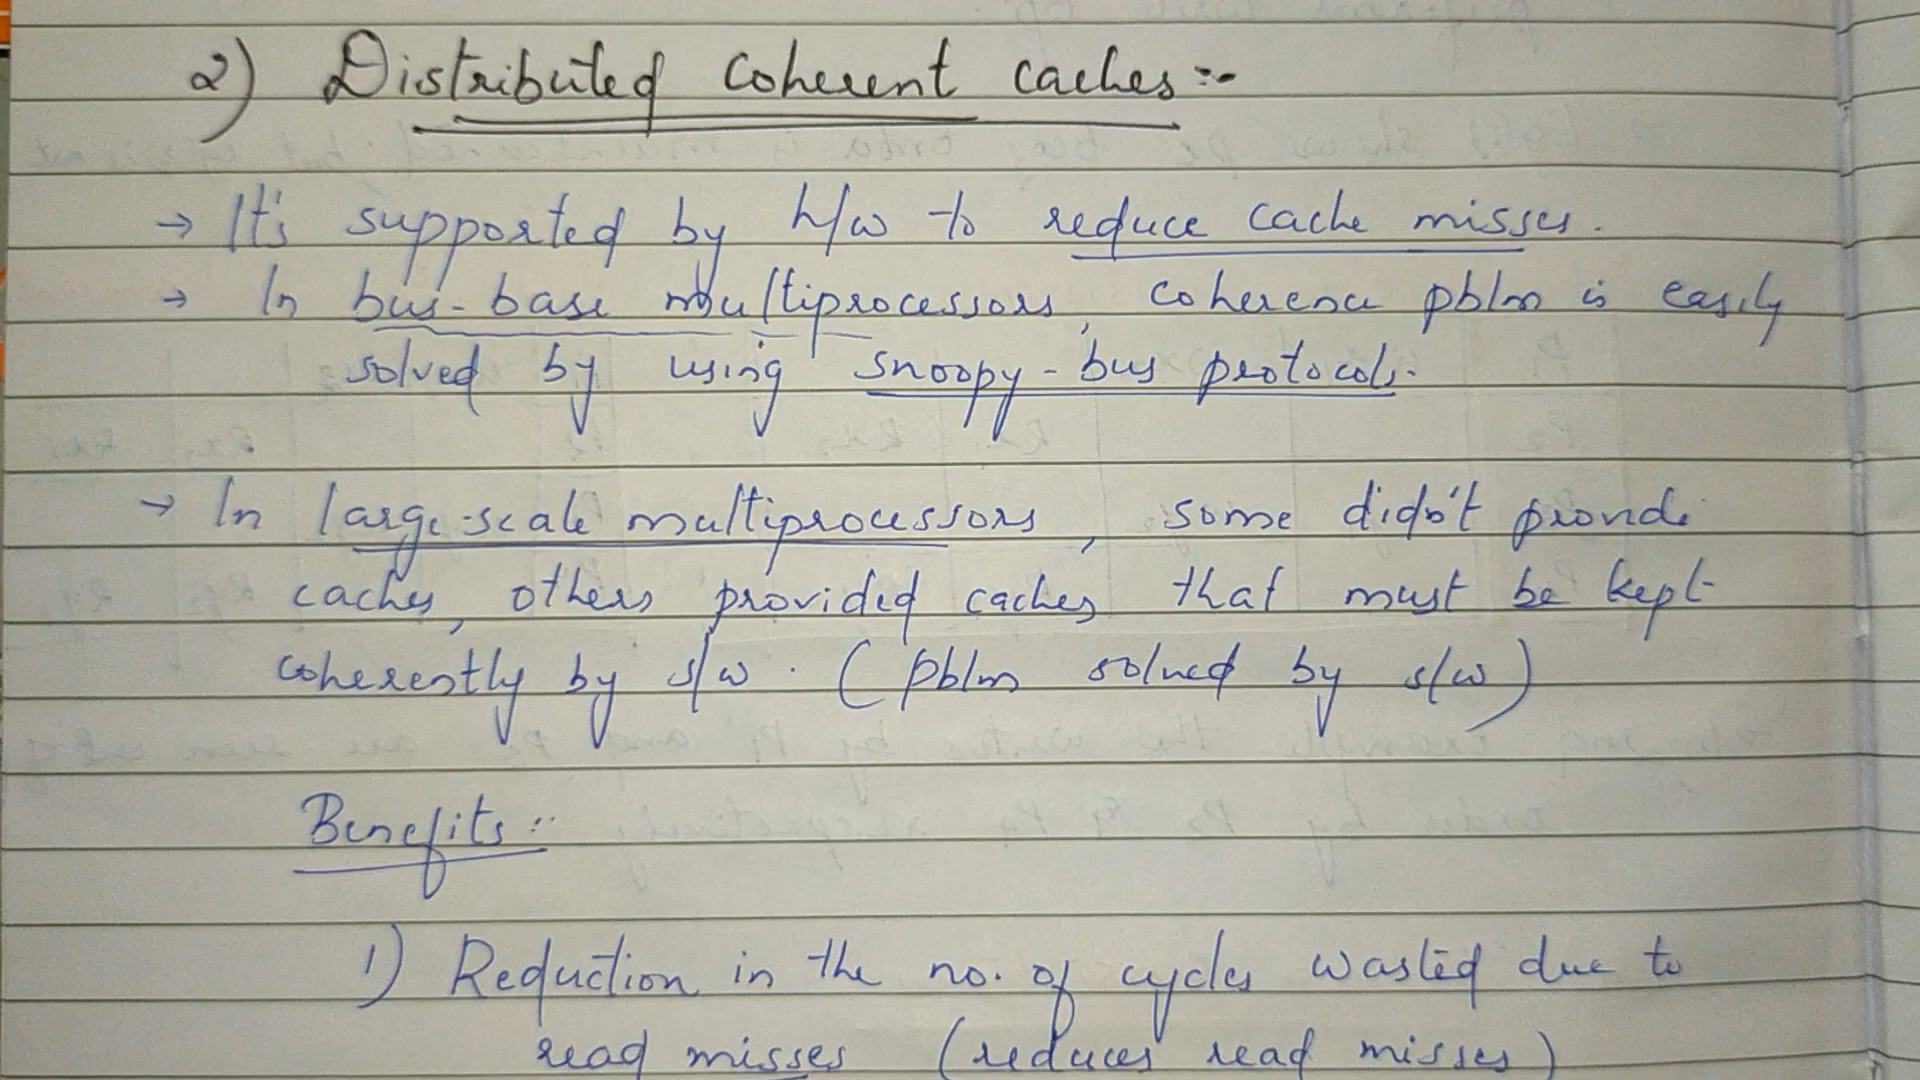 2) Distributed Coherent Caches:-
→ It's supported by h/w to reduce cache misses.
→ In bus-base multiprocessors, coherence pblm is easily
solved by using snoopy-bus protocols.
→ In large-scale multiprocessors, some didn't provide
caches, others provided caches that must be kept
coherently by s/w. (pblm solved by s/w)
Benefits:-
1) Reduction in the no. of cycles wasted due to
read misses (reduces read misses)